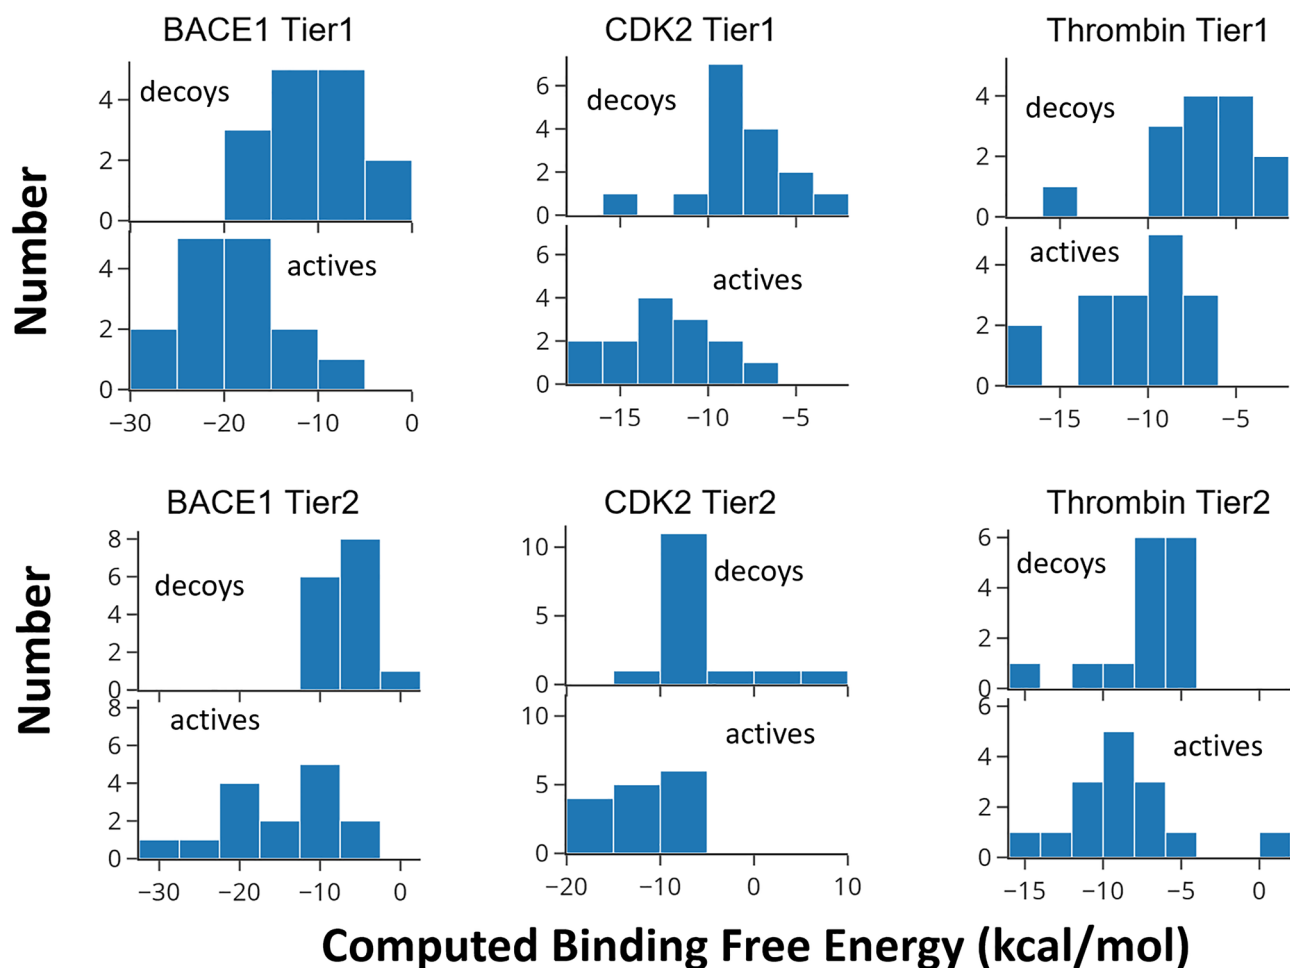 BACE1 Tier1
CDK2 Tier1
Thrombin Tier1
Number
decoys
4
2
0
actives
4
2
0
−30 −20 −10 0
decoys
6
4
2
0
actives
6
4
2
0
−15 −10 −5
decoys
4
2
0
actives
4
2
0
−15 −10 −5
BACE1 Tier2
CDK2 Tier2
Thrombin Tier2
Number
decoys
8
6
4
2
0
actives
8
6
4
2
0
−30 −20 −10 0
decoys
10
5
0
actives
10
5
0
−20 −10 0 10
decoys
6
4
2
0
actives
6
4
2
0
−15 −10 −5 0
Computed Binding Free Energy (kcal/mol)